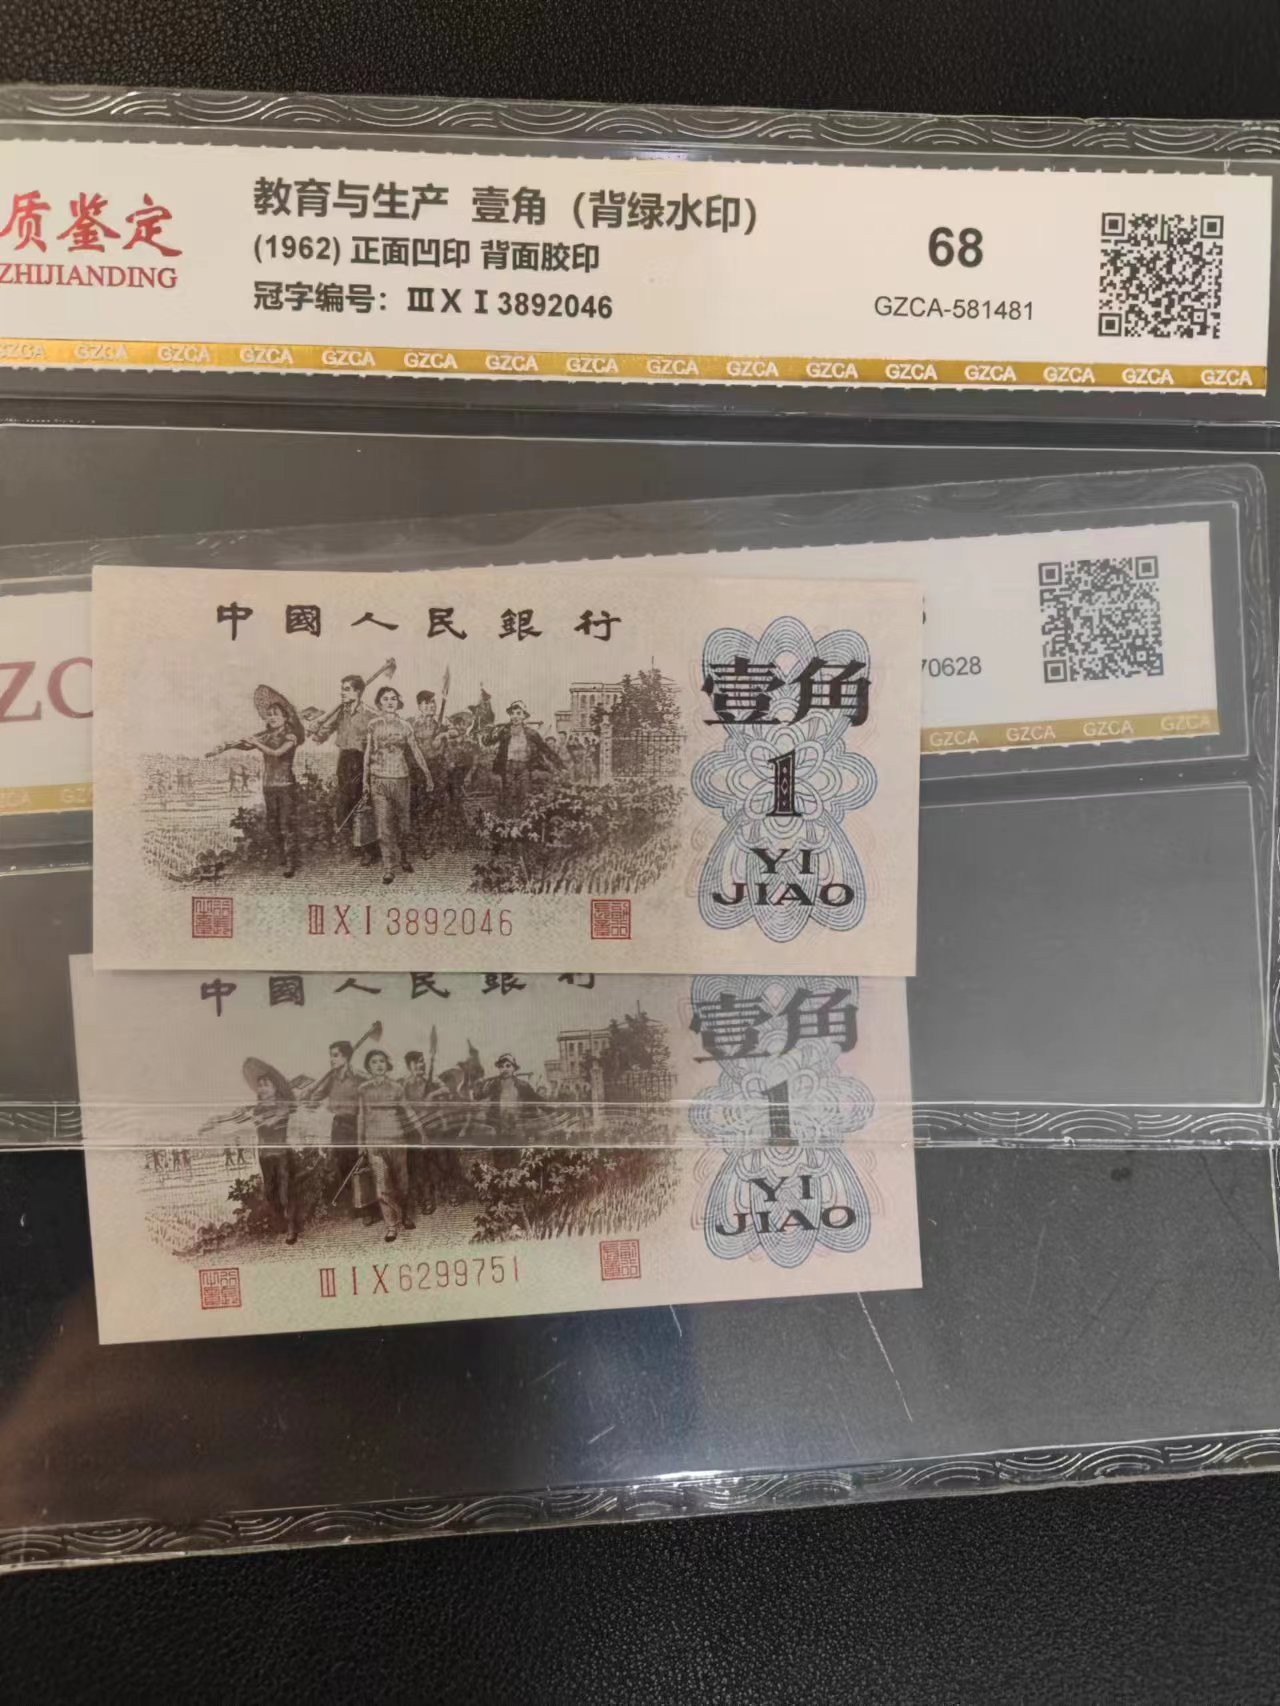 质鉴定
ZHIJIANDING
教育与生产 壹角（背绿水印）
(1962) 正面凹印 背面胶印
冠字编号：ⅢⅩⅠ3892046
68
GZCA-581481
GZCA GZCA GZCA GZCA GZCA GZCA GZCA GZCA GZCA GZCA GZCA GZCA GZCA GZCA GZCA GZCA
70628
GZCA GZCA GZCA GZCA
中國人民銀行
壹角
1
YI
JIAO
ⅢⅩⅠ3892046
中國人民銀行
壹角
1
YI
JIAO
ⅢⅠⅩ6299751